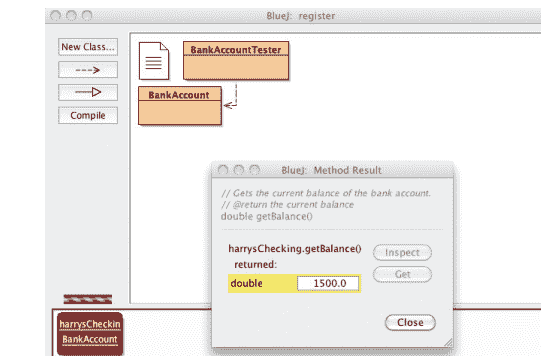 BlueJ: register
New Class...
Compile
BankAccountTester
BankAccount
BlueJ: Method Result
// Gets the current balance of the bank account.
// @return the current balance
double getBalance()
harrysChecking.getBalance()
returned:
double
1500.0
Inspect
Get
Close
harrysCheckin
BankAccount